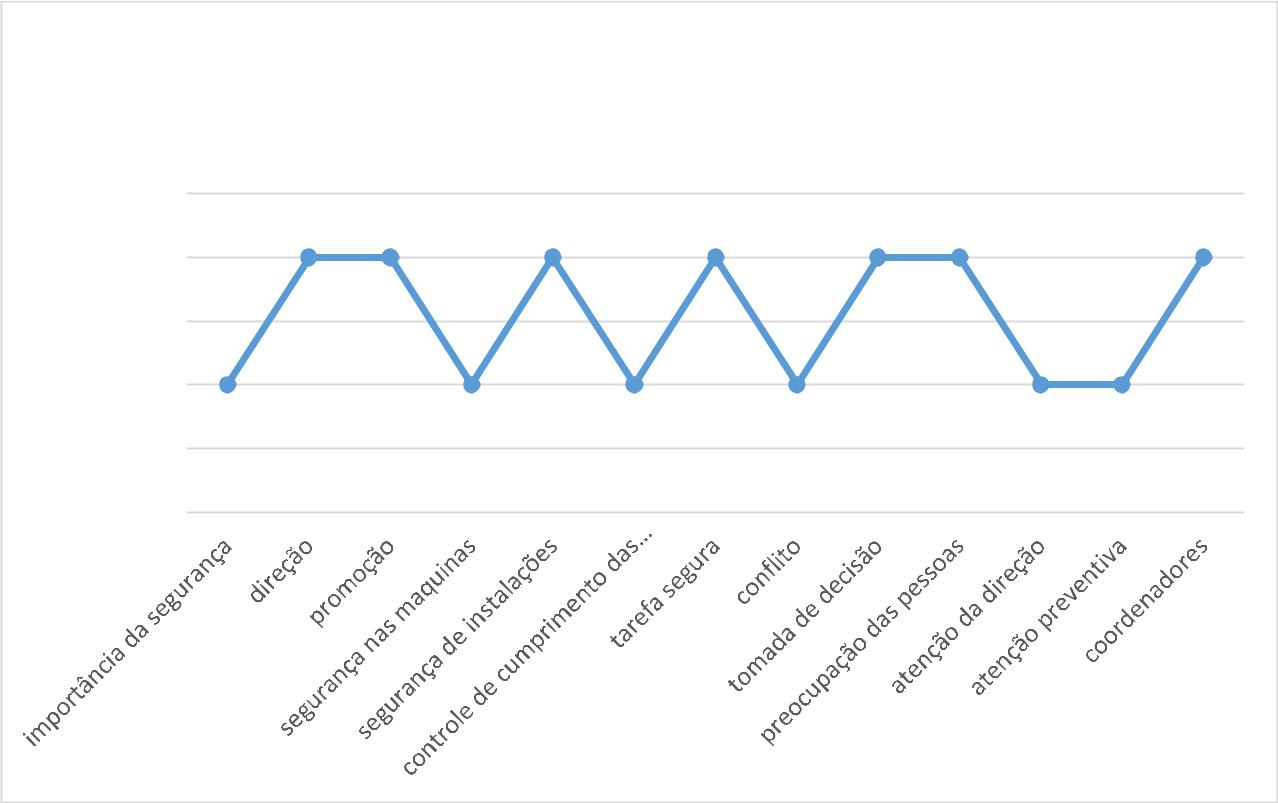 importância da segurança
direção
promoção
segurança nas maquinas
segurança de instalações
controle de cumprimento das...
tarefa segura
conflito
tomada de decisão
preocupação das pessoas
atenção da direção
atenção preventiva
coordenadores